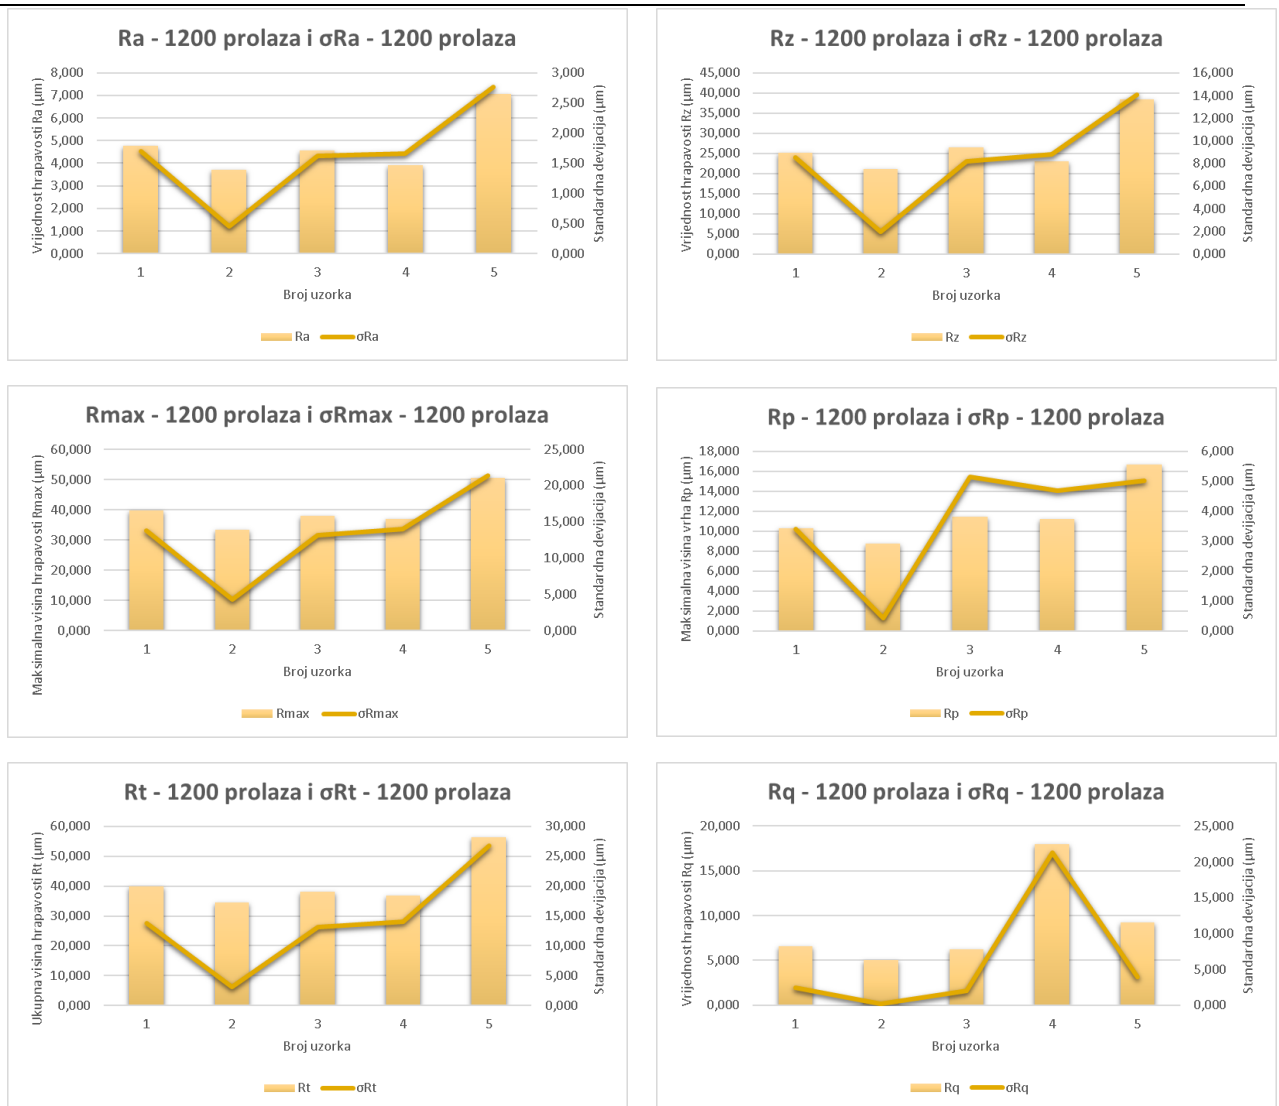 Ra - 1200 prolaza i σRa - 1200 prolaza
Vrijednost hrapavosti Ra (µm)
8,000
7,000
6,000
5,000
4,000
3,000
2,000
1,000
0,000
3,000
2,500
2,000
1,500
1,000
0,500
0,000
Standardna devijacija (µm)
1 2 3 4 5
Broj uzorka
Ra σRa
Rz - 1200 prolaza i σRz - 1200 prolaza
Vrijednost hrapavosti Rz (µm)
45,000
40,000
35,000
30,000
25,000
20,000
15,000
10,000
5,000
0,000
16,000
14,000
12,000
10,000
8,000
6,000
4,000
2,000
0,000
Standardna devijacija (µm)
1 2 3 4 5
Broj uzorka
Rz σRz
Rmax - 1200 prolaza i σRmax - 1200 prolaza
Maksimalna visina hrapavosti Rmax (µm)
60,000
50,000
40,000
30,000
20,000
10,000
0,000
25,000
20,000
15,000
10,000
5,000
0,000
Standardna devijacija (µm)
1 2 3 4 5
Broj uzorka
Rmax σRmax
Rp - 1200 prolaza i σRp - 1200 prolaza
Maksimalna visina vrha Rp (µm)
18,000
16,000
14,000
12,000
10,000
8,000
6,000
4,000
2,000
0,000
6,000
5,000
4,000
3,000
2,000
1,000
0,000
Standardna devijacija (µm)
1 2 3 4 5
Broj uzorka
Rp σRp
Rt - 1200 prolaza i σRt - 1200 prolaza
Ukupna visina hrapavosti Rt (µm)
60,000
50,000
40,000
30,000
20,000
10,000
0,000
30,000
25,000
20,000
15,000
10,000
5,000
0,000
Standardna devijacija (µm)
1 2 3 4 5
Broj uzorka
Rt σRt
Rq - 1200 prolaza i σRq - 1200 prolaza
Vrijednost hrapavosti Rq (µm)
20,000
15,000
10,000
5,000
0,000
25,000
20,000
15,000
10,000
5,000
0,000
Standardna devijacija (µm)
1 2 3 4 5
Broj uzorka
Rq σRq